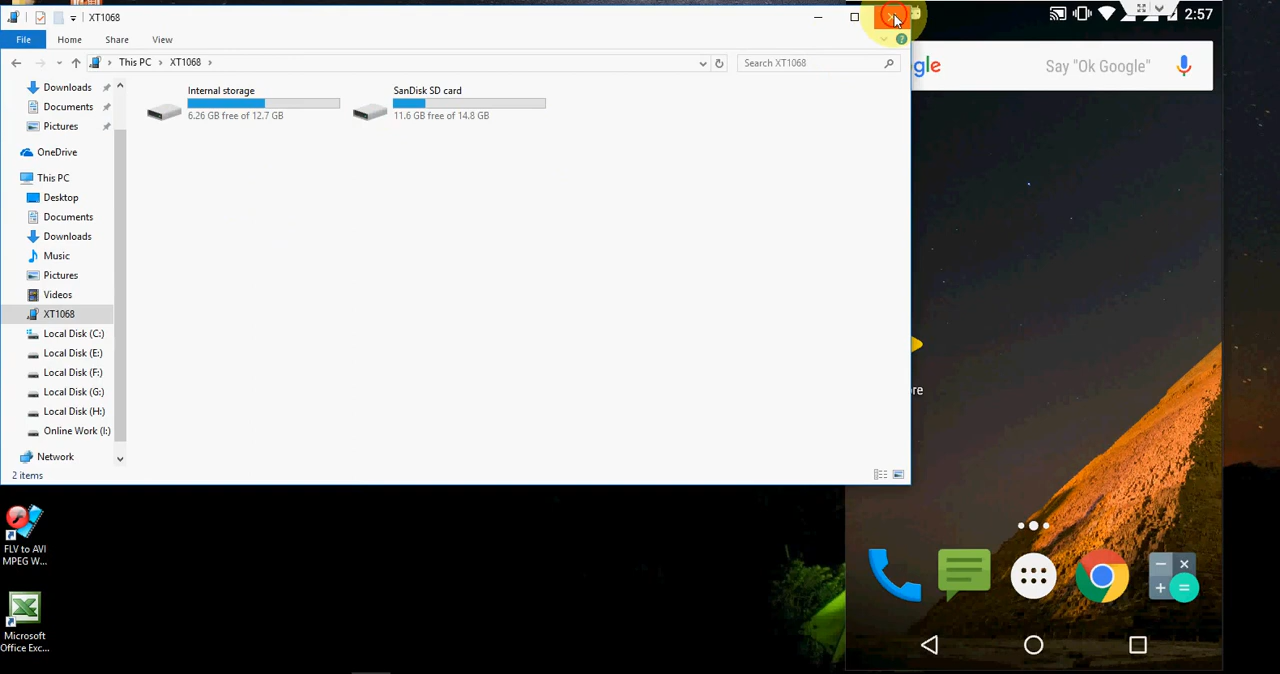 XT1068
File
Home
Share
View
This PC
XT1068
Search XT1068
Downloads
Documents
Pictures
OneDrive
This PC
Desktop
Documents
Downloads
Music
Pictures
Videos
XT1068
Local Disk (C:)
Local Disk (E:)
Local Disk (F:)
Local Disk (G:)
Local Disk (H:)
Online Work (I:)
Network
2 items
Internal storage
6.26 GB free of 12.7 GB
SanDisk SD card
11.6 GB free of 14.8 GB
FLV to AVI
MPEG W...
Microsoft
Office Exc...
2:57
gle
Say "Ok Google"
re